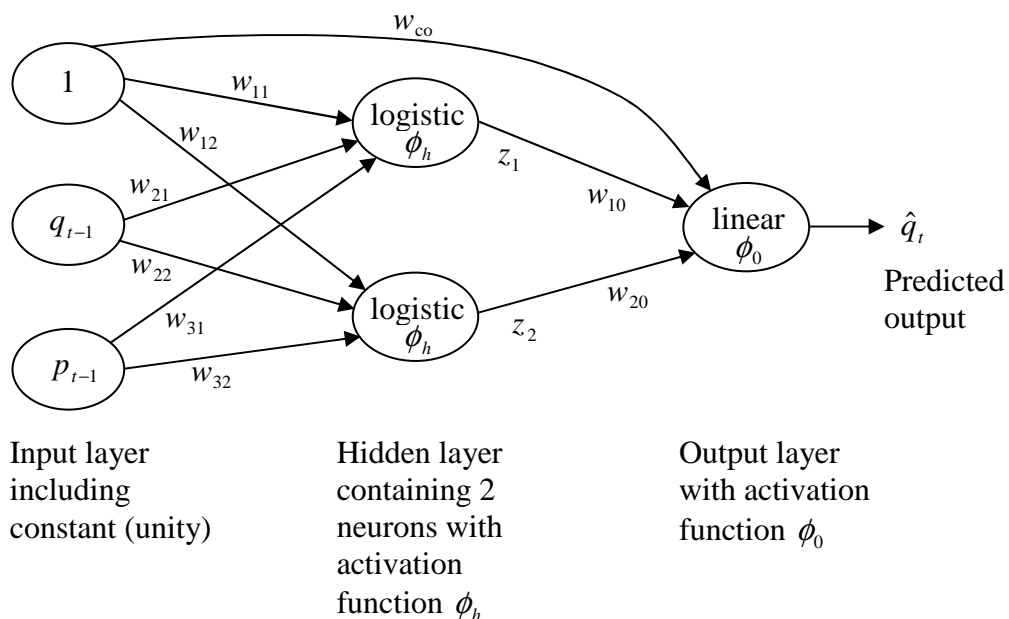 w_co
1
w_11
w_12
logistic
ϕ_h
z_1
w_10
w_21
q_{t−1}
w_22
linear
ϕ_0
q̂_t
Predicted
output
w_31
logistic
ϕ_h
z_2
w_20
p_{t−1}
w_32
Input layer
including
constant (unity)
Hidden layer
containing 2
neurons with
activation
function ϕ_h
Output layer
with activation
function ϕ_0